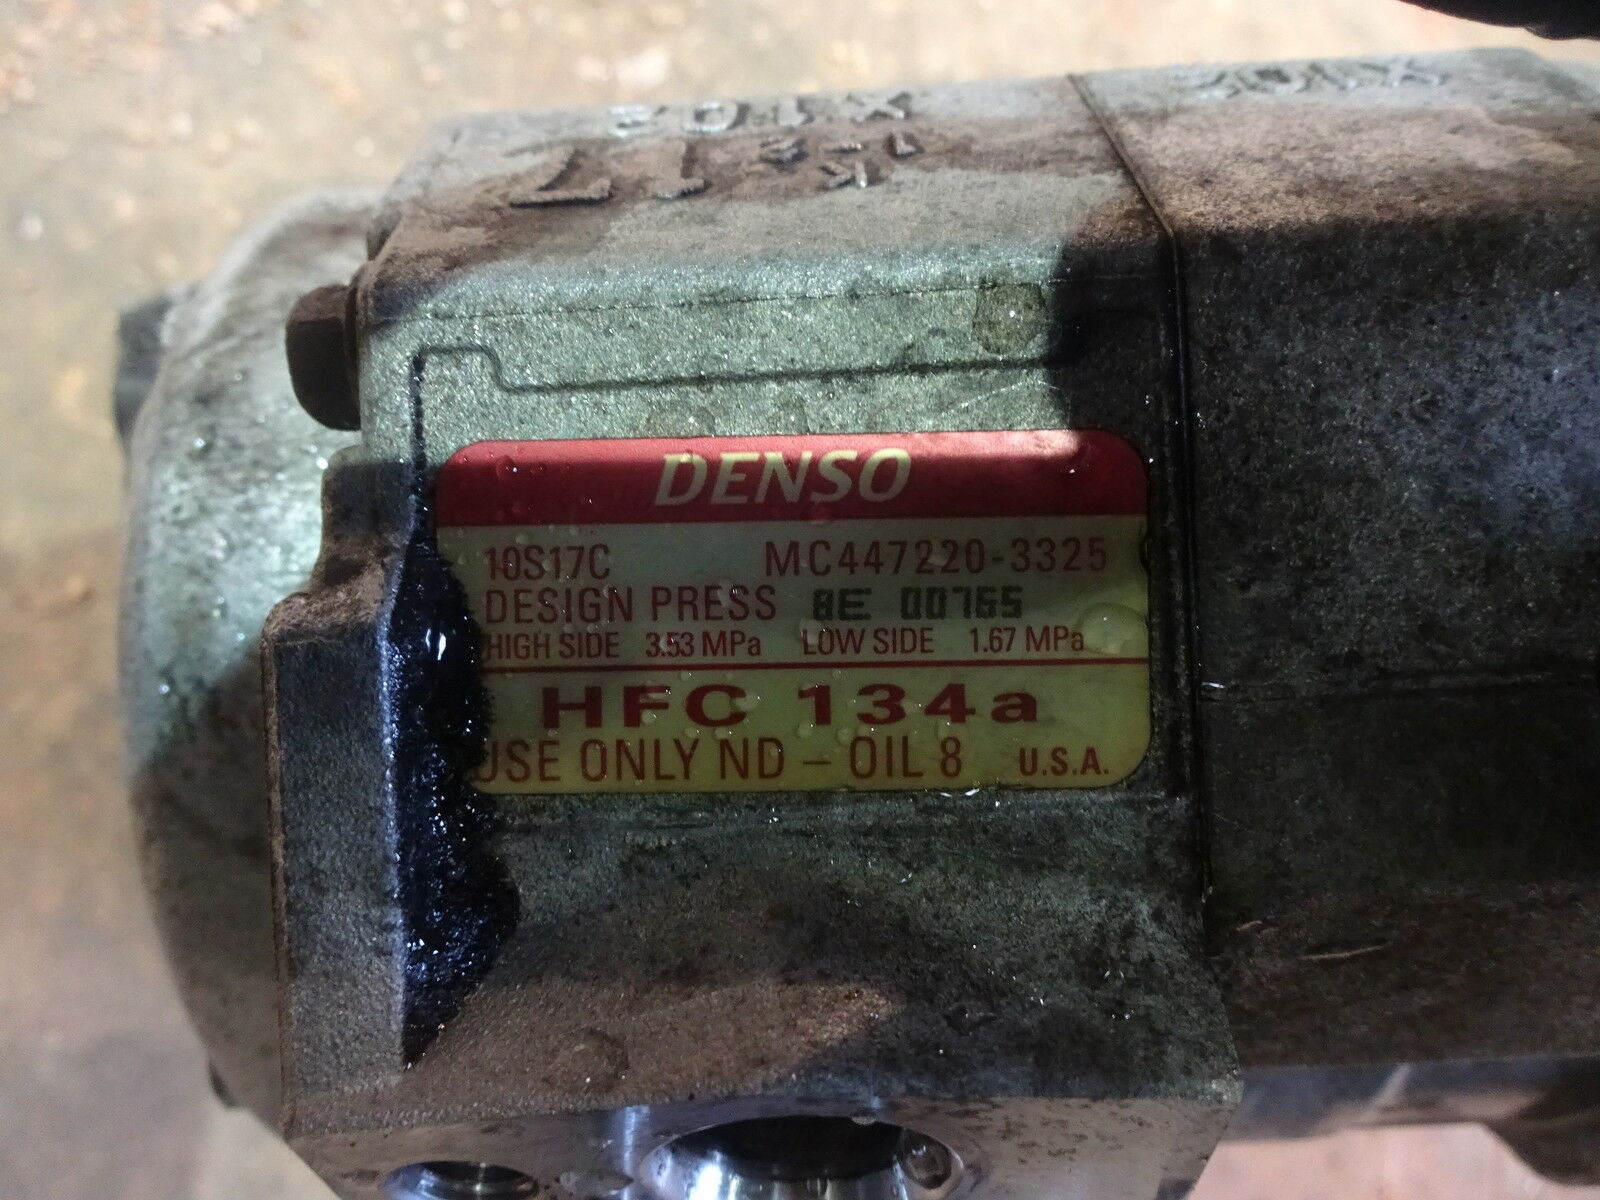 DENSO
10S17C MC447220-3325
DESIGN PRESS 8E 00765
HIGH SIDE 3.53 MPa LOW SIDE 1.67 MPa
HFC 134a
USE ONLY ND – OIL 8 U.S.A.